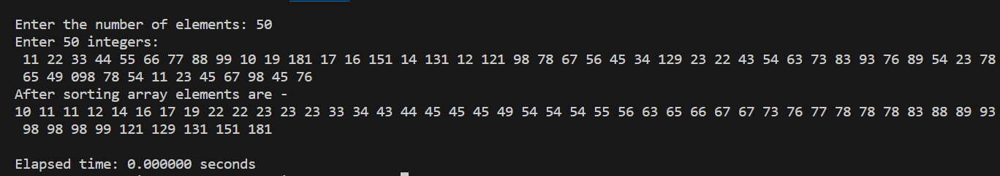 Enter the number of elements: 50
Enter 50 integers:
11 22 33 44 55 66 77 88 99 10 19 181 17 16 151 14 131 12 121 98 78 67 56 45 34 129 23 22 43 54 63 73 83 93 76 89 54 23 78
65 49 098 78 54 11 23 45 67 98 45 76
After sorting array elements are -
10 11 11 12 14 16 17 19 22 22 23 23 23 33 34 43 44 45 45 45 49 54 54 54 55 56 63 65 66 67 67 73 76 77 78 78 78 83 88 89 93
98 98 98 99 121 129 131 151 181
Elapsed time: 0.000000 seconds